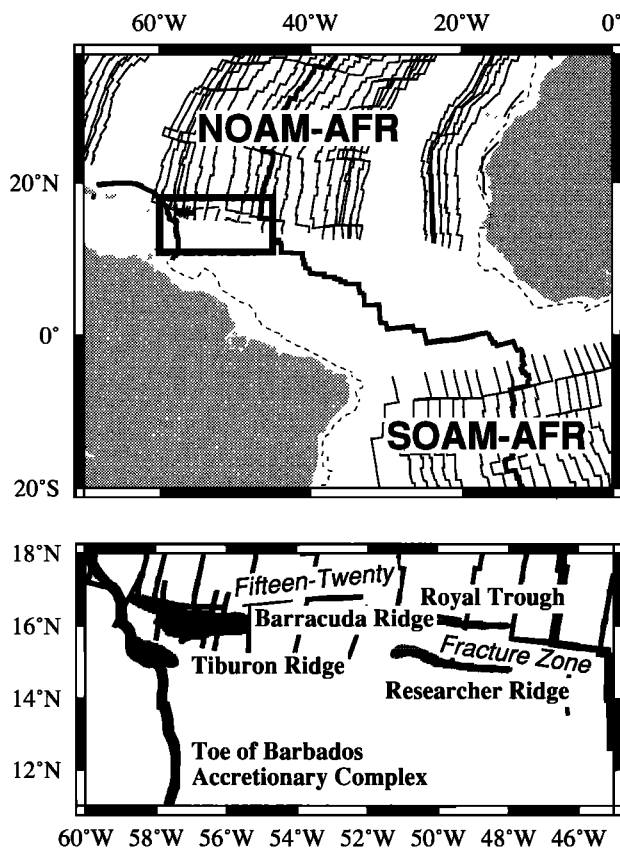 60°W 40°W 20°W 0°
NOAM-AFR
20°N
0°
SOAM-AFR
20°S
18°N
Fifteen-Twenty
Royal Trough
16°N
Barracuda Ridge
Fracture Zone
Tiburon Ridge
14°N
Researcher Ridge
Toe of Barbados
12°N
Accretionary Complex
60°W 58°W 56°W 54°W 52°W 50°W 48°W 46°W